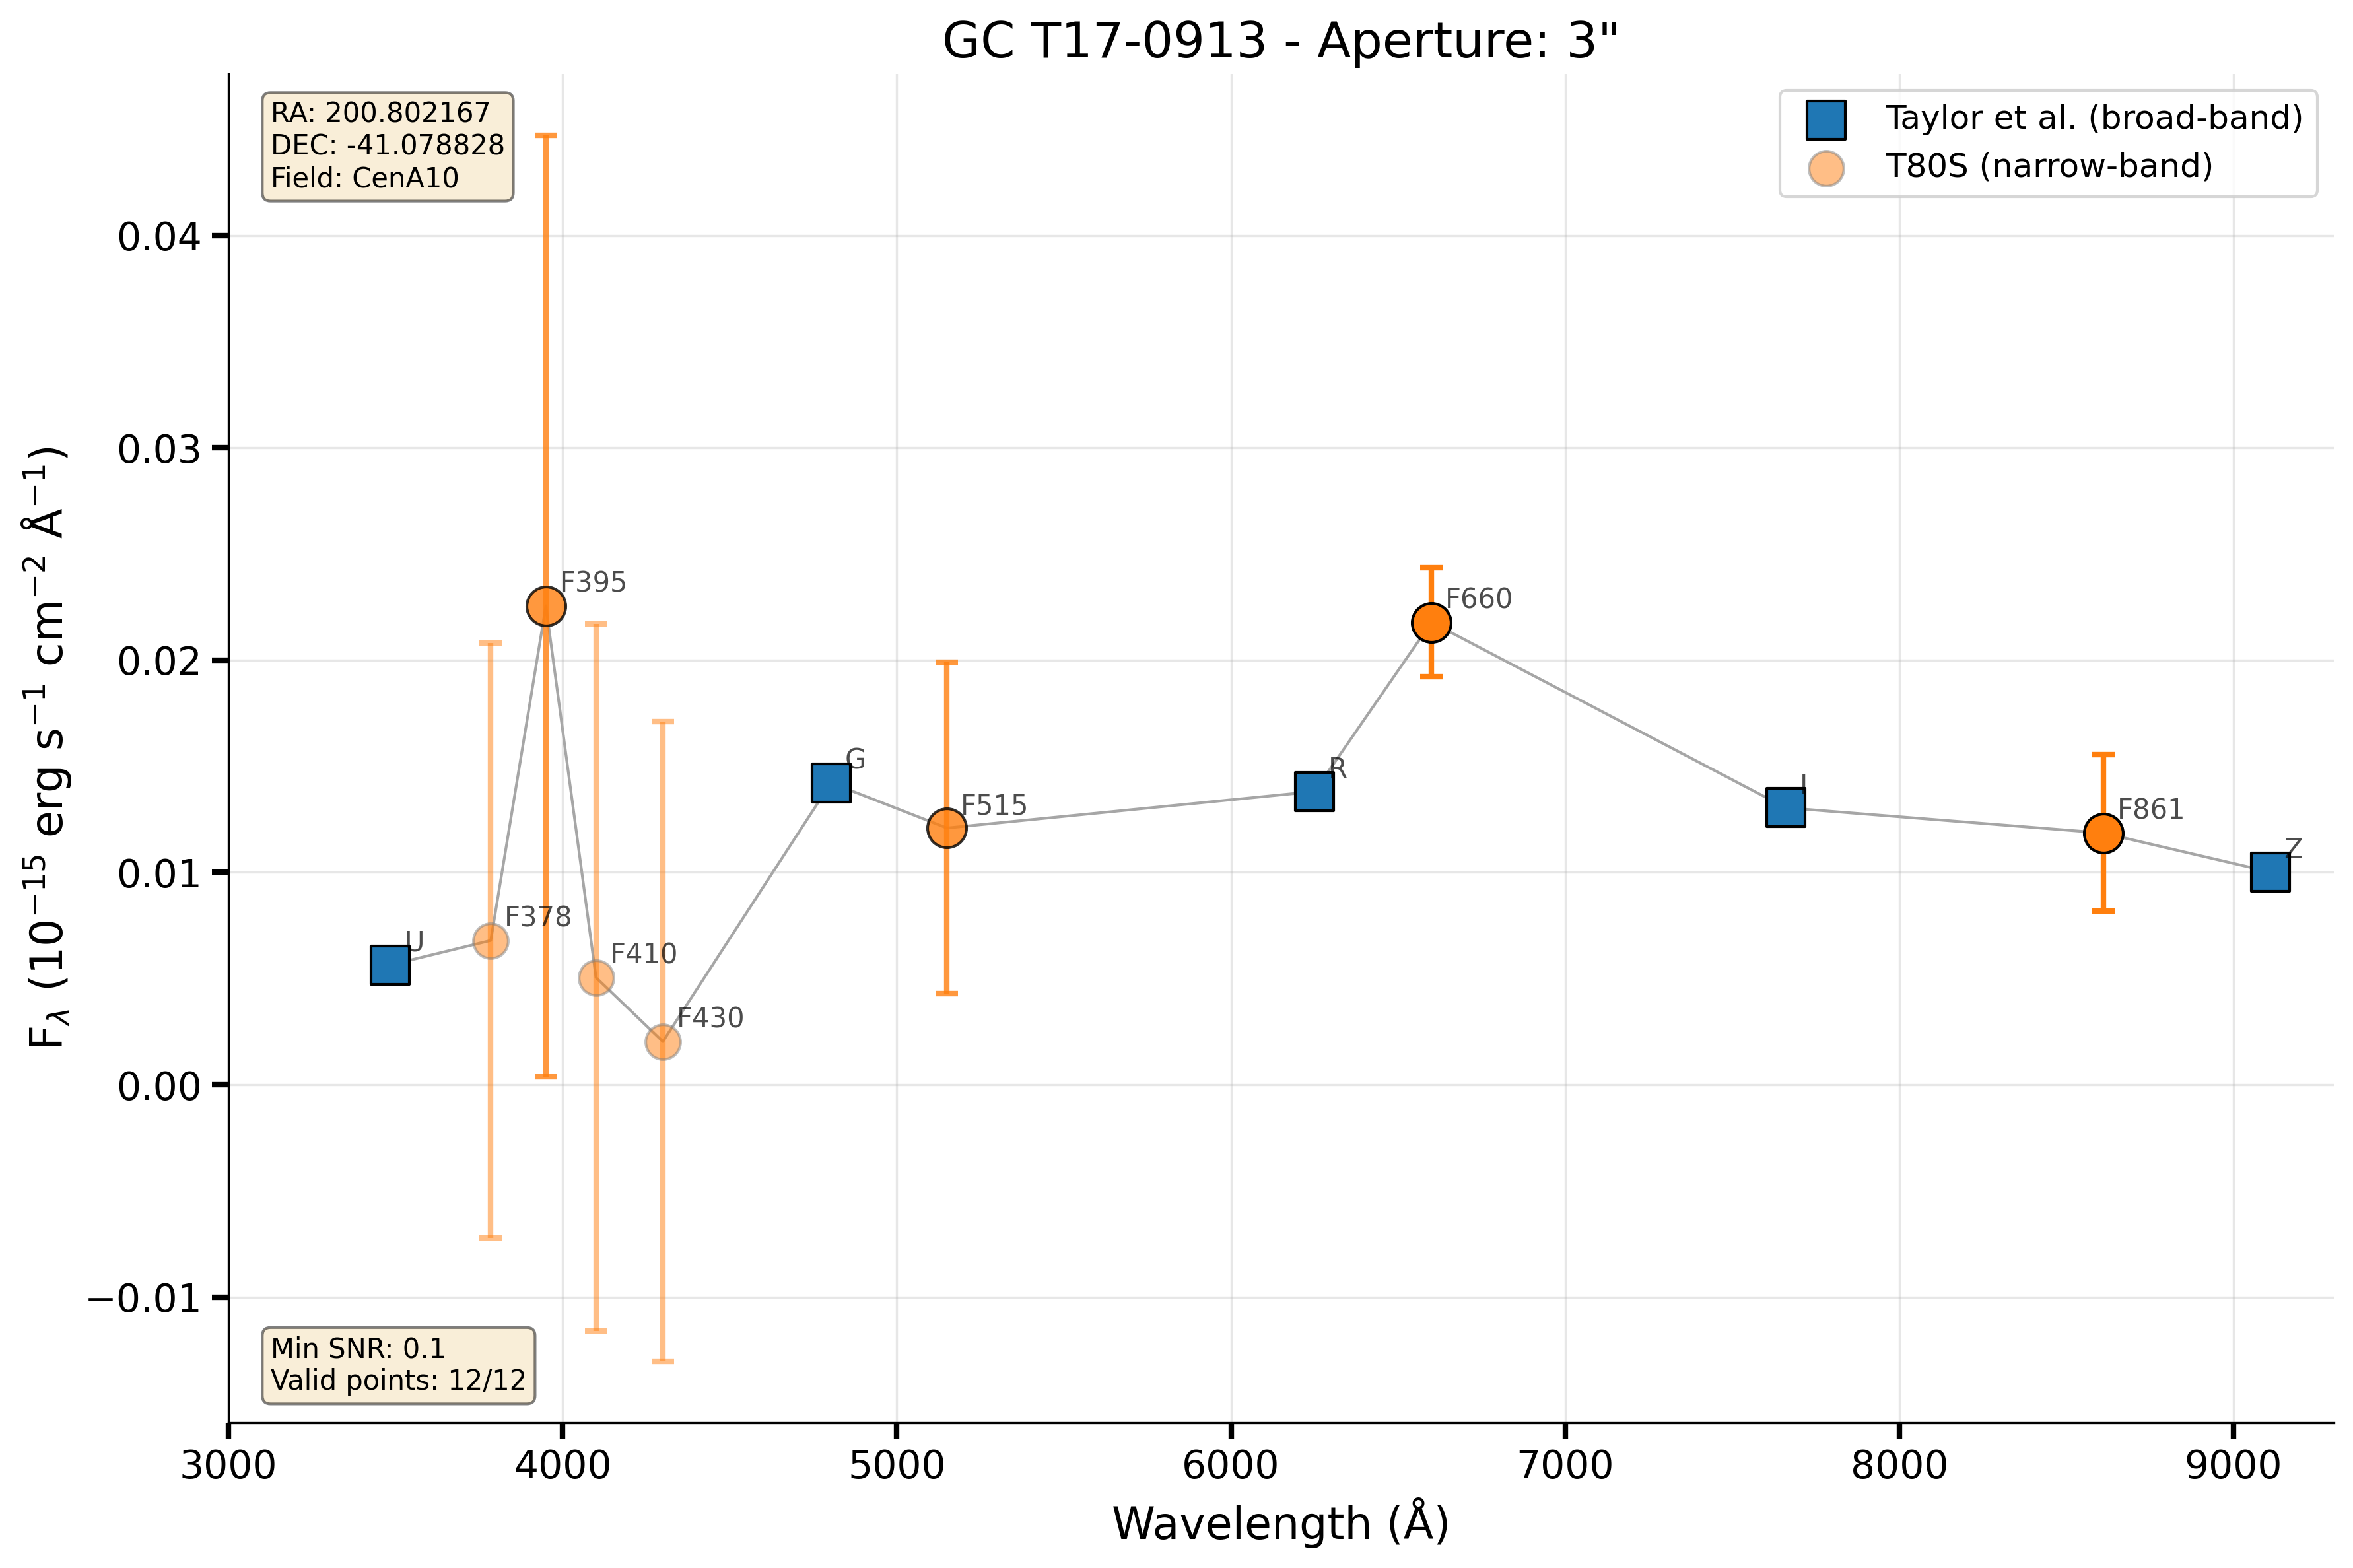 GC T17-0913 - Aperture: 3"
RA: 200.802167
DEC: -41.078828
Field: CenA10
Taylor et al. (broad-band)
T80S (narrow-band)
0.04
0.03
0.02
0.01
0.00
−0.01
F$_λ$ (10$^{−15}$ erg s$^{−1}$ cm$^{−2}$ Å$^{−1}$)
U
F378
F395
F410
F430
G
F515
R
F660
I
F861
Z
Min SNR: 0.1
Valid points: 12/12
3000 4000 5000 6000 7000 8000 9000
Wavelength (Å)